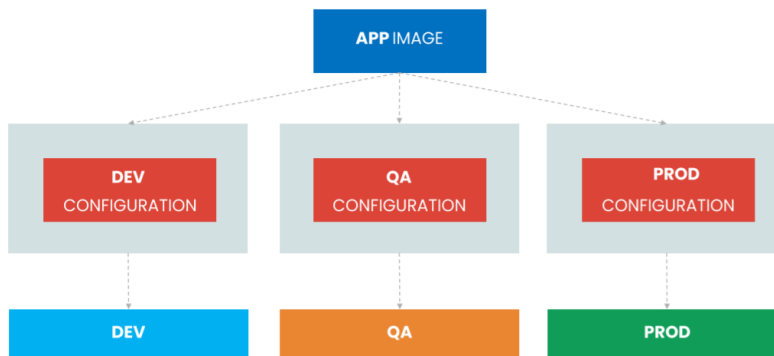 APP IMAGE
DEV
CONFIGURATION
QA
CONFIGURATION
PROD
CONFIGURATION
DEV
QA
PROD